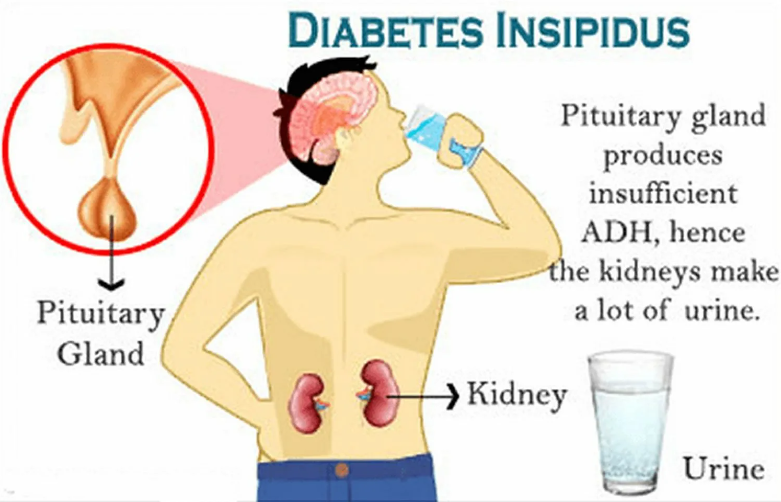 DIABETES INSIPIDUS
Pituitary gland
produces
insufficient
ADH, hence
the kidneys make
a lot of urine.
Pituitary
Gland
Kidney
Urine